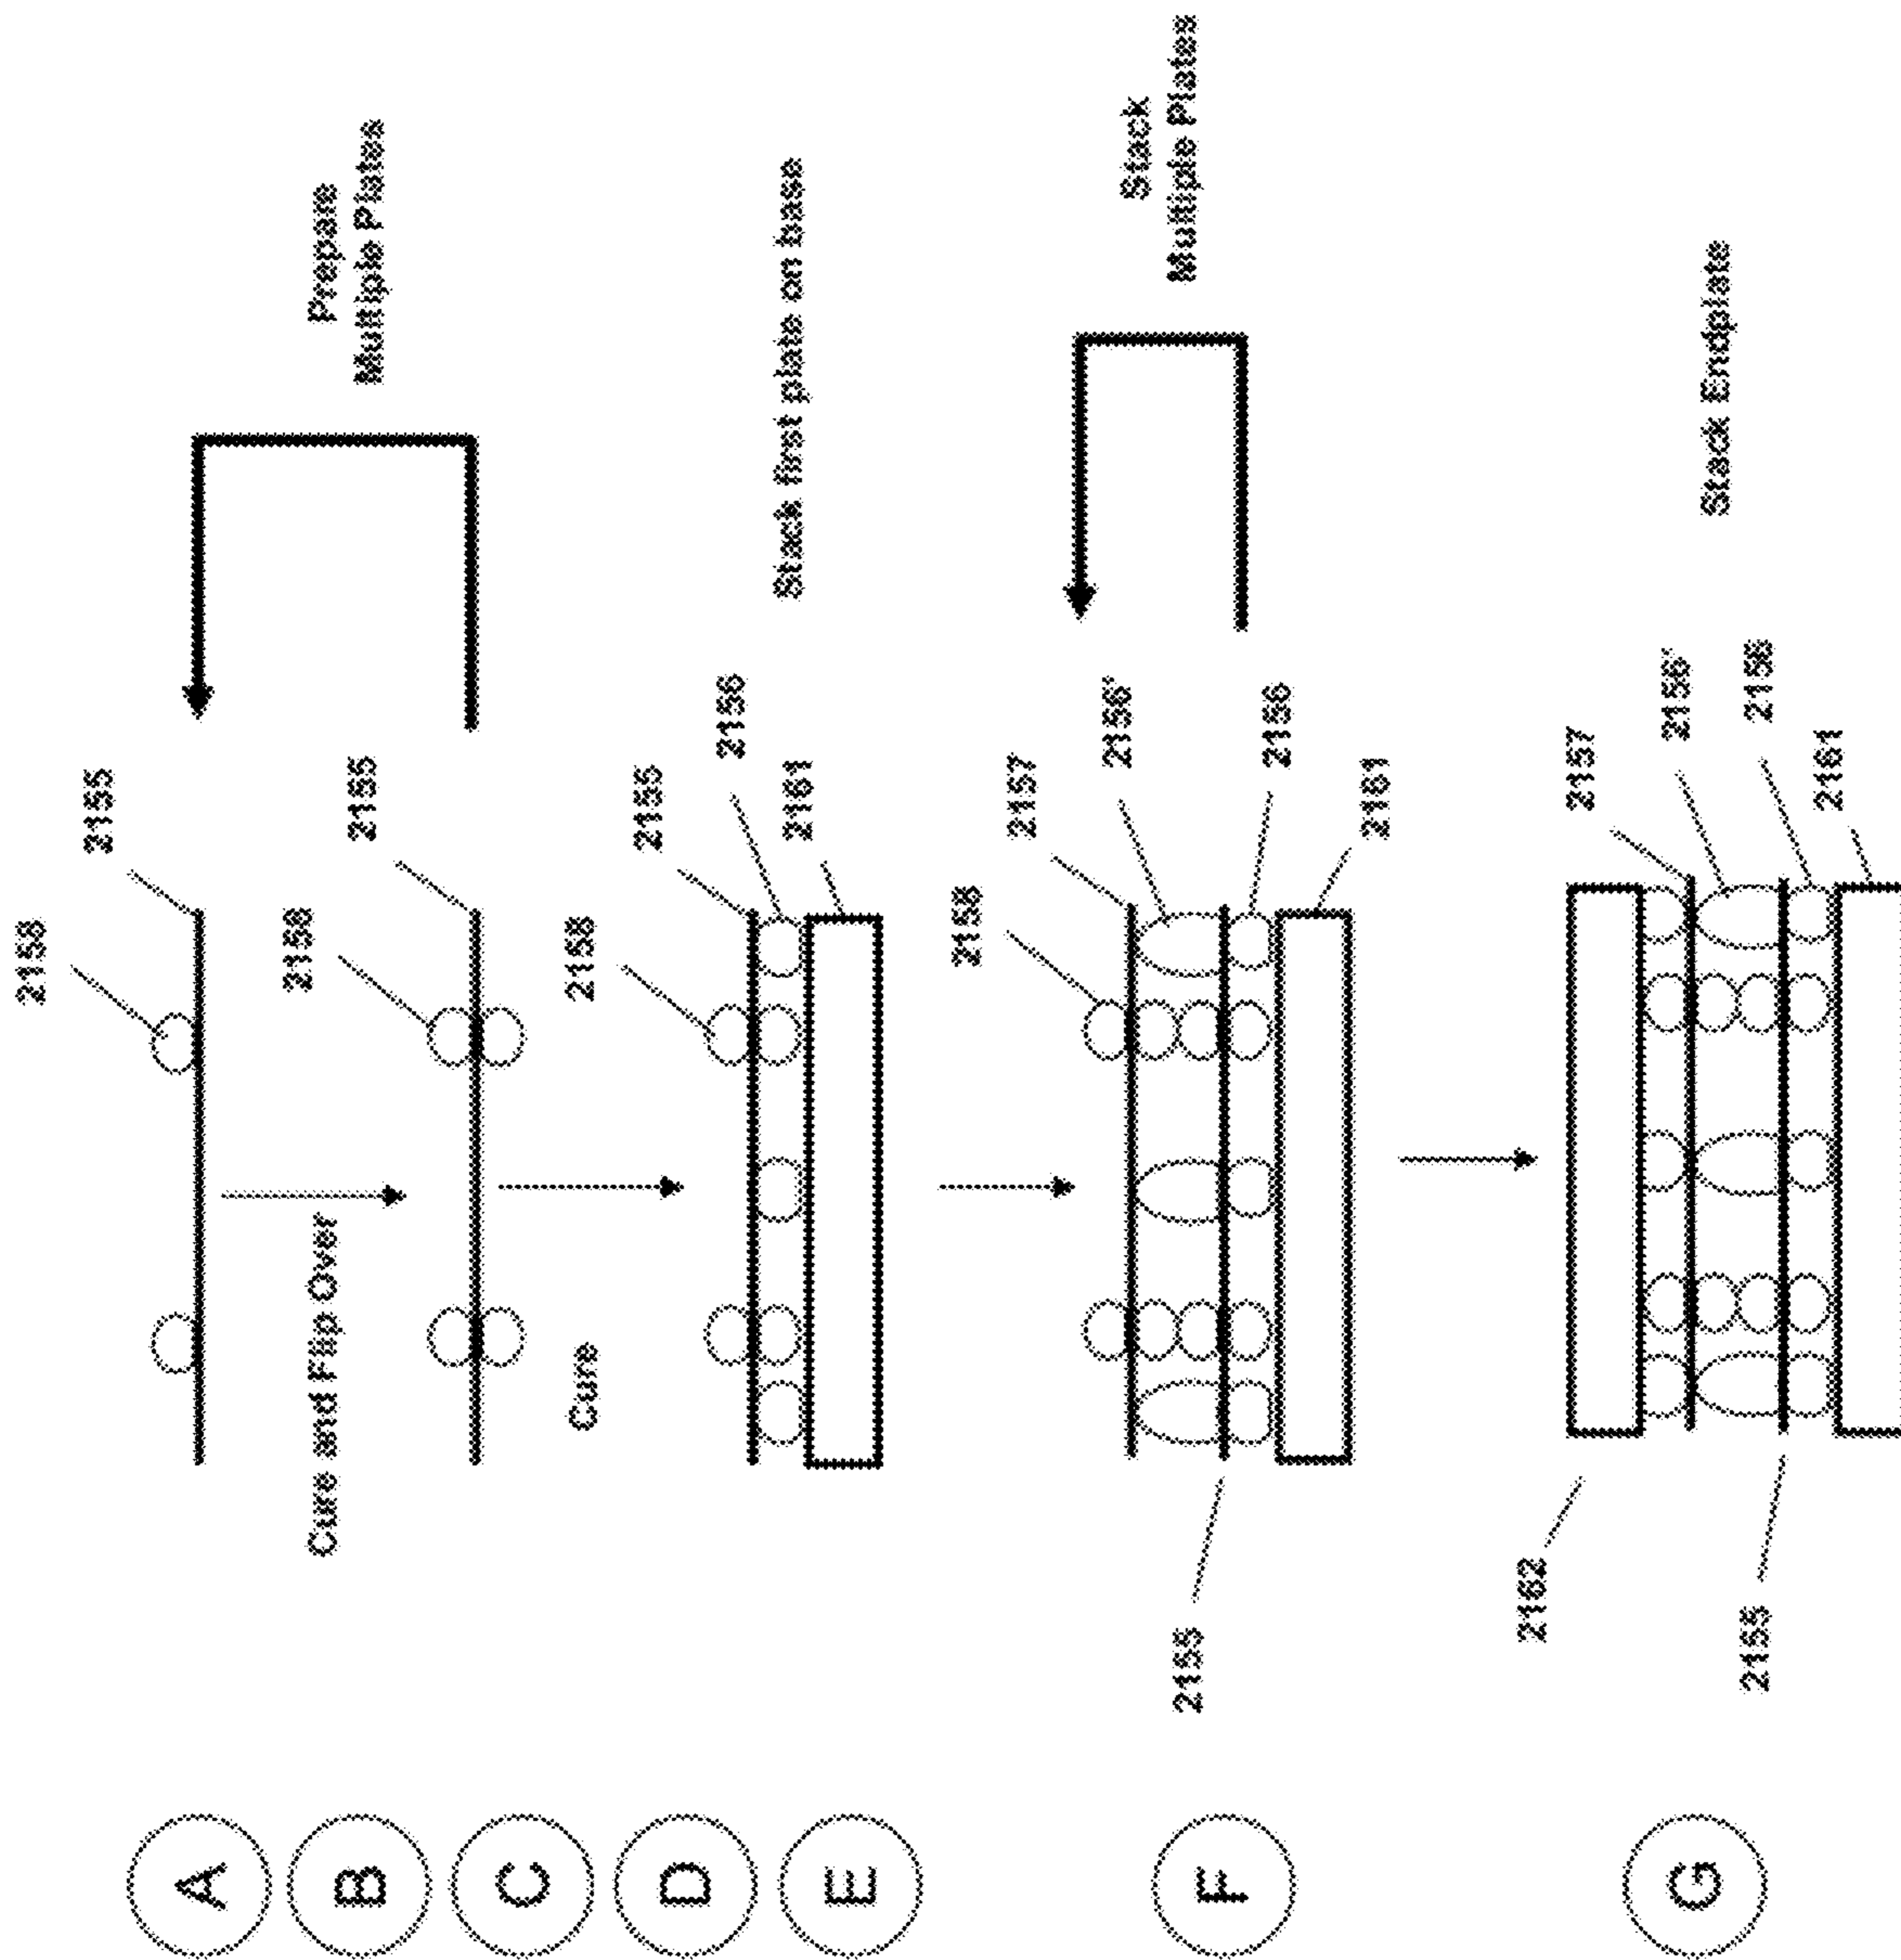 2158
2155
A
Cure and Flip Over
2158
2155
Prepare
Multiple Plates
B
C
Cure
2158
2155
D
2156
2161
Stack first plate on base
E
2158
2157
2156'
Stack
Multiple Plates
2155
F
2156
2161
2162
2157
2156'
Stack Endplate
G
2155
2156
2161